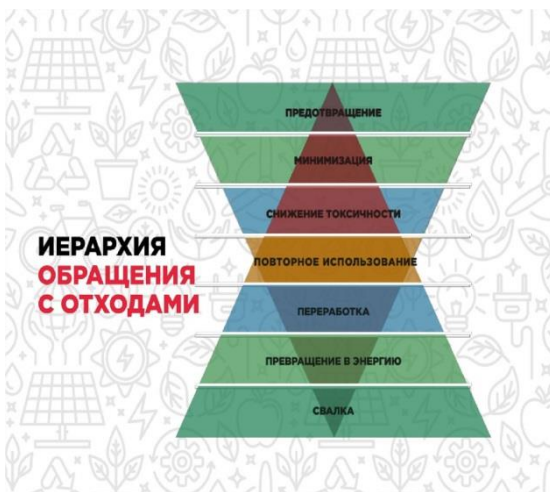 ПРЕДОТВРАЩЕНИЕ
МИНИМИЗАЦИЯ
СНИЖЕНИЕ ТОКСИЧНОСТИ
ИЕРАРХИЯ
ОБРАЩЕНИЯ
С ОТХОДАМИ
ПОВТОРНОЕ ИСПОЛЬЗОВАНИЕ
ПЕРЕРАБОТКА
ПРЕВРАЩЕНИЕ В ЭНЕРГИЮ
СВАЛКА